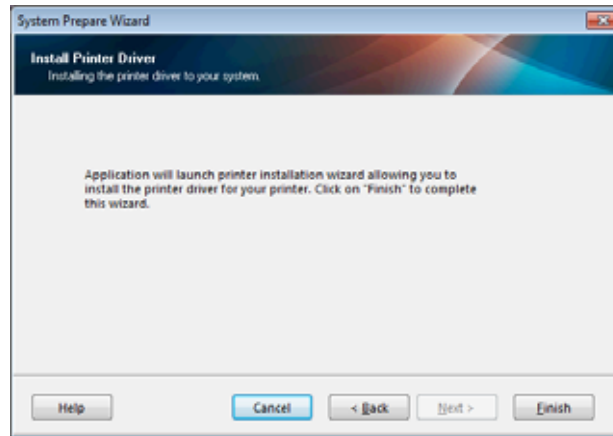 System Prepare Wizard
Install Printer Driver
Installing the printer driver to your system.
Application will launch printer installation wizard allowing you to
install the printer driver for your printer. Click on "Finish" to complete
this wizard.
Help Cancel < Back Next > Finish